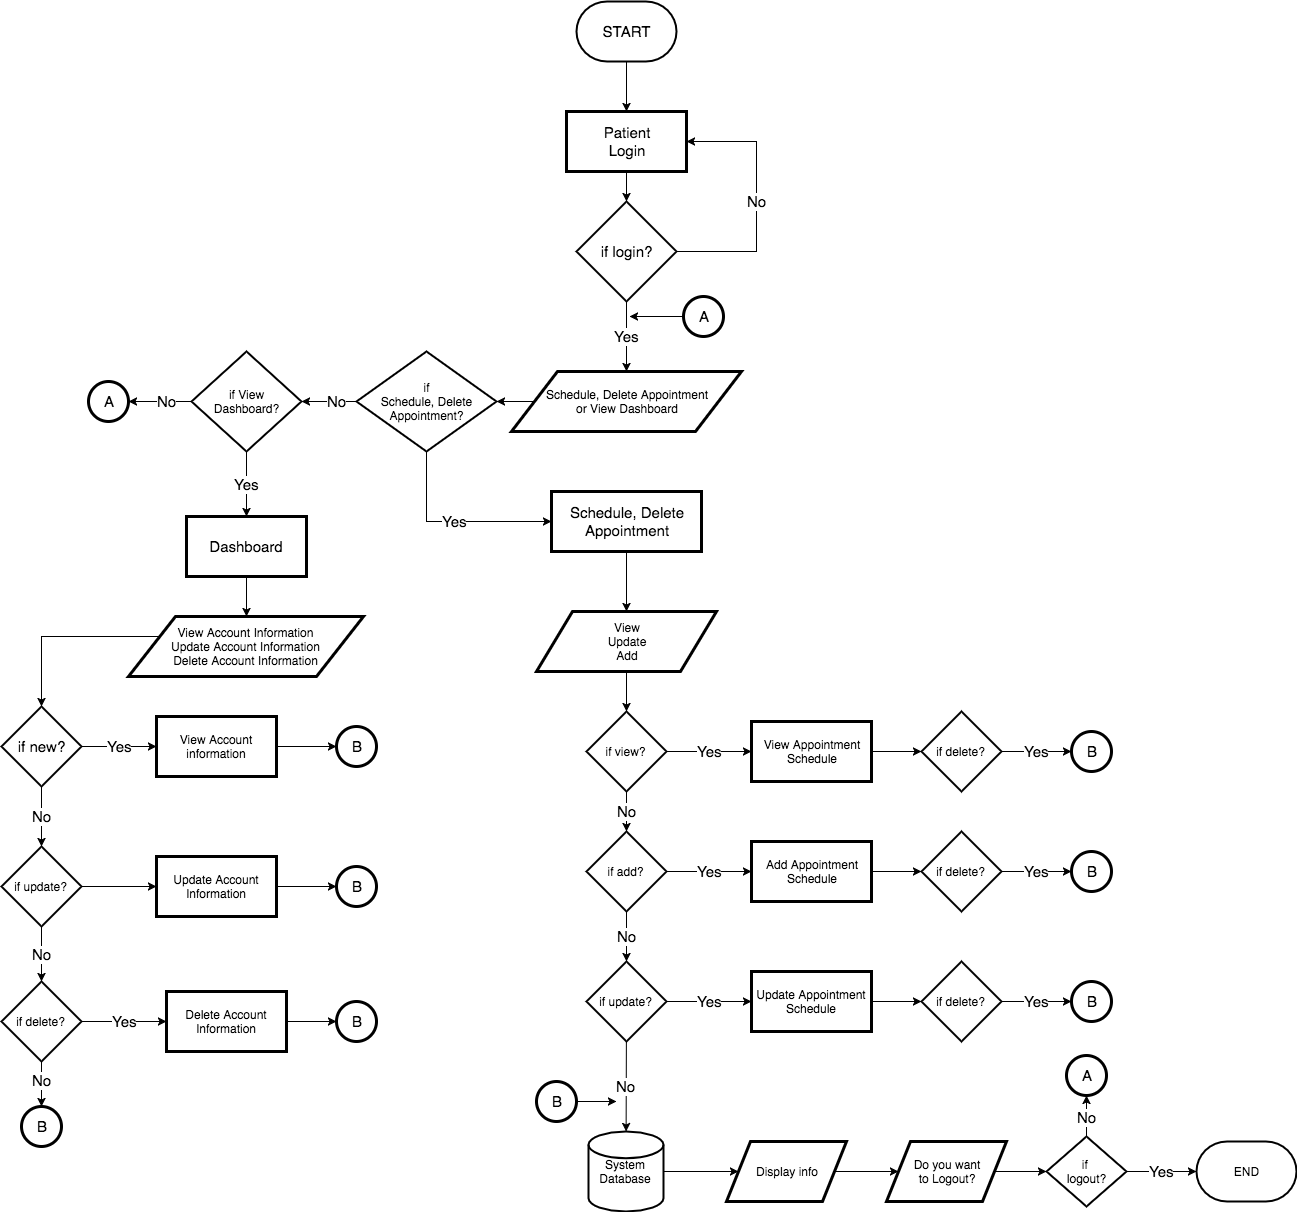 START
Patient
Login
No
if login?
A
Yes
Schedule, Delete Appointment
or View Dashboard
if
Schedule, Delete
Appointment?
No
if View
Dashboard?
No
A
Yes
Yes
Schedule, Delete
Appointment
Dashboard
View Account Information
Update Account Information
Delete Account Information
View
Update
Add
if new?
Yes
View Account
information
B
No
if update?
Update Account
Information
B
No
if delete?
Yes
Delete Account
Information
B
No
B
if view?
Yes
View Appointment
Schedule
if delete?
Yes
B
No
if add?
Yes
Add Appointment
Schedule
if delete?
Yes
B
No
if update?
Yes
Update Appointment
Schedule
if delete?
Yes
B
No
B
System
Database
Display info
Do you want
to Logout?
if
logout?
No
A
Yes
END